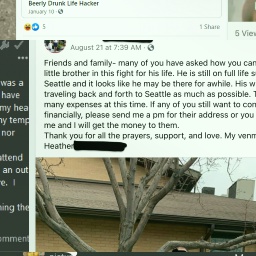 Beerly Drunk Life Hacker
January 10
5
1 Share
5 View
August 21 at 7:39 AM
Friends and family- many of you have asked how you can
little brother in this fight for his life. He is still on full life s
Seattle and it looks like he may be there for awhile. His w
traveling back and forth to Seattle as much as possible. T
many expenses at this time. If any of you still want to con
financially, please send me a pm for their address or you
me and I will get the money to them.
Thank you for all the prayers, support, and love. My venm
Heather
was a
have
my hea
ny temp
nor
attend
an out
ve. I
ning the
omment